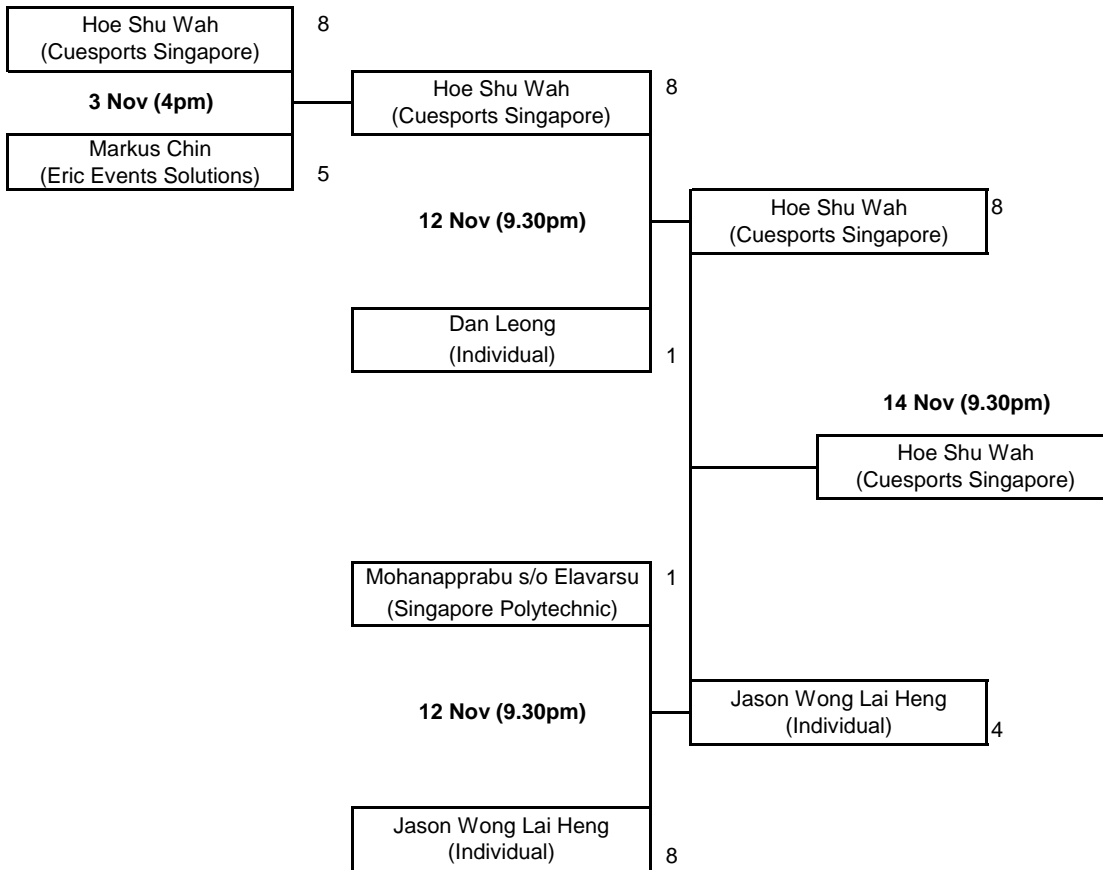 Hoe Shu Wah
(Cuesports Singapore)
8
3 Nov (4pm)
Markus Chin
(Eric Events Solutions)
5
Hoe Shu Wah
(Cuesports Singapore)
8
12 Nov (9.30pm)
Dan Leong
(Individual)
1
Hoe Shu Wah
(Cuesports Singapore)
8
14 Nov (9.30pm)
Hoe Shu Wah
(Cuesports Singapore)
Mohanapprabu s/o Elavarsu
(Singapore Polytechnic)
1
12 Nov (9.30pm)
Jason Wong Lai Heng
(Individual)
4
Jason Wong Lai Heng
(Individual)
8